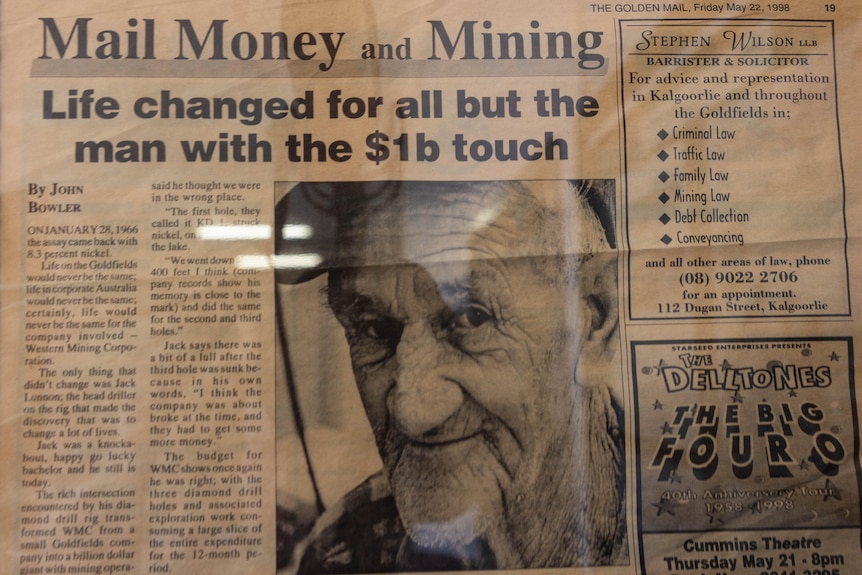 THE GOLDEN MAIL, Friday May 22, 1998 19
Mail Money and Mining
Life changed for all but the
man with the $1b touch
By JOHN
BOWLER
ON JANUARY 28, 1966
the assay came back with
8.3 percent nickel.
Life on the Goldfields
would never be the same;
life in corporate Australia
would never be the same;
certainly, life would
never be the same for the
company involved –
Western Mining Corpo-
ration.
The only thing that
didn't change was Jack
Lunnon; the head driller
on the rig that made the
discovery that was to
change a lot of lives.
Jack was a knocka-
bout, happy go lucky
bachelor and he still is
today.
The rich intersection
encountered by his dia-
mond drill rig trans-
formed WMC from a
small Goldfields com-
pany into a billion dollar
giant with mining opera-
said he thought we were
in the wrong place.
"The first hole, they
called it KD 1, struck
nickel, on
the lake.
"We went down
400 feet I think (com-
pany records show his
memory is close to the
mark) and did the same
for the second and third
holes."
Jack says there was
a bit of a lull after the
third hole was sunk be-
cause in his own
words, "I think the
company was about
broke at the time, and
they had to get some
more money."
The budget for
WMC shows once again
he was right; with the
three diamond drill
holes and associated
exploration work con-
suming a large slice of
the entire expenditure
for the 12-month pe-
riod.
STEPHEN WILSON LLB
BARRISTER & SOLICITOR
For advice and representation
in Kalgoorlie and throughout
the Goldfields in;
◆ Criminal Law
◆ Traffic Law
◆ Family Law
◆ Mining Law
◆ Debt Collection
◆ Conveyancing
and all other areas of law, phone
(08) 9022 2706
for an appointment.
112 Dugan Street, Kalgoorlie
STARSEED ENTERPRISES PRESENTS
THE
DELLTONES
THE BIG
FOUR O
40th Anniversary Tour
1958-1998
Cummins Theatre
Thursday May 21 - 8pm